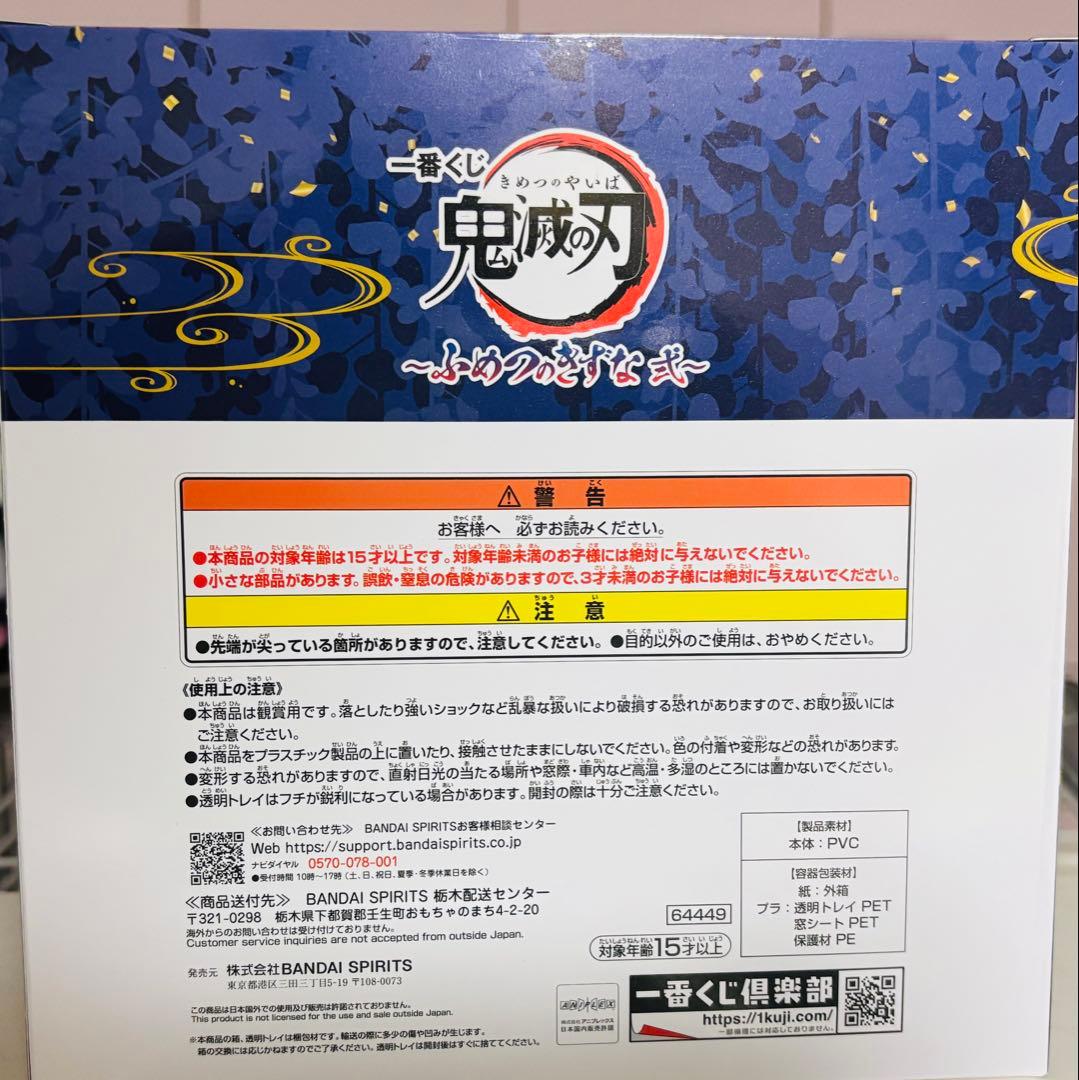 一番くじ
きめつのやいば
鬼滅の刃
～ふめつのきずな 弐～
⚠ 警告
お客様へ 必ずお読みください。
●本商品の対象年齢は15才以上です。対象年齢未満のお子様には絶対に与えないでください。
●小さな部品があります。誤飲・窒息の危険がありますので、3才未満のお子様には絶対に与えないでください。
⚠ 注意
●先端が尖っている箇所がありますので、注意してください。 ●目的以外のご使用は、おやめください。
《使用上の注意》
●本商品は観賞用です。落としたり強いショックなど乱暴な扱いにより破損する恐れがありますので、お取り扱いには
ご注意ください。
●本商品をプラスチック製品の上に置いたり、接触させたままにしないでください。色の付着や変形などの恐れがあります。
●変形する恐れがありますので、直射日光の当たる場所や窓際・車内など高温・多湿のところには置かないでください。
●透明トレイはフチが鋭利になっている場合があります。開封の際は十分ご注意ください。
≪お問い合わせ先≫ BANDAI SPIRITSお客様相談センター
Web https://support.bandaispirits.co.jp
ナビダイヤル 0570-078-001
●受付時間 10時～17時（土、日、祝日、夏季・冬季休業日を除く）
≪商品送付先≫ BANDAI SPIRITS 栃木配送センター
〒321-0298 栃木県下都賀郡壬生町おもちゃのまち4-2-20
海外からのお問い合わせは受け付けておりません。
Customer service inquiries are not accepted from outside Japan.
発売元 株式会社BANDAI SPIRITS
東京都港区三田三丁目5-19 〒108-0073
この商品は日本国外での使用及び販売は許諾されておりません。
This product is not licensed for the use and sale outside Japan.
※本商品の箱、透明トレイは梱包材です。輸送の際に多少の傷や凹みが生じます。
箱の交換には応じかねますのでご了承ください。透明トレイは開封後はすぐに捨ててください。
【製品素材】
本体：PVC
【容器包装材】
紙：外箱
プラ：透明トレイ PET
窓シート PET
保護材 PE
64449
対象年齢15才以上
ANIPLEX
株式会社アニプレックス
日本国内販売許諾
一番くじ倶楽部
https://1kuji.com/
～一部機種には対応しておりません。